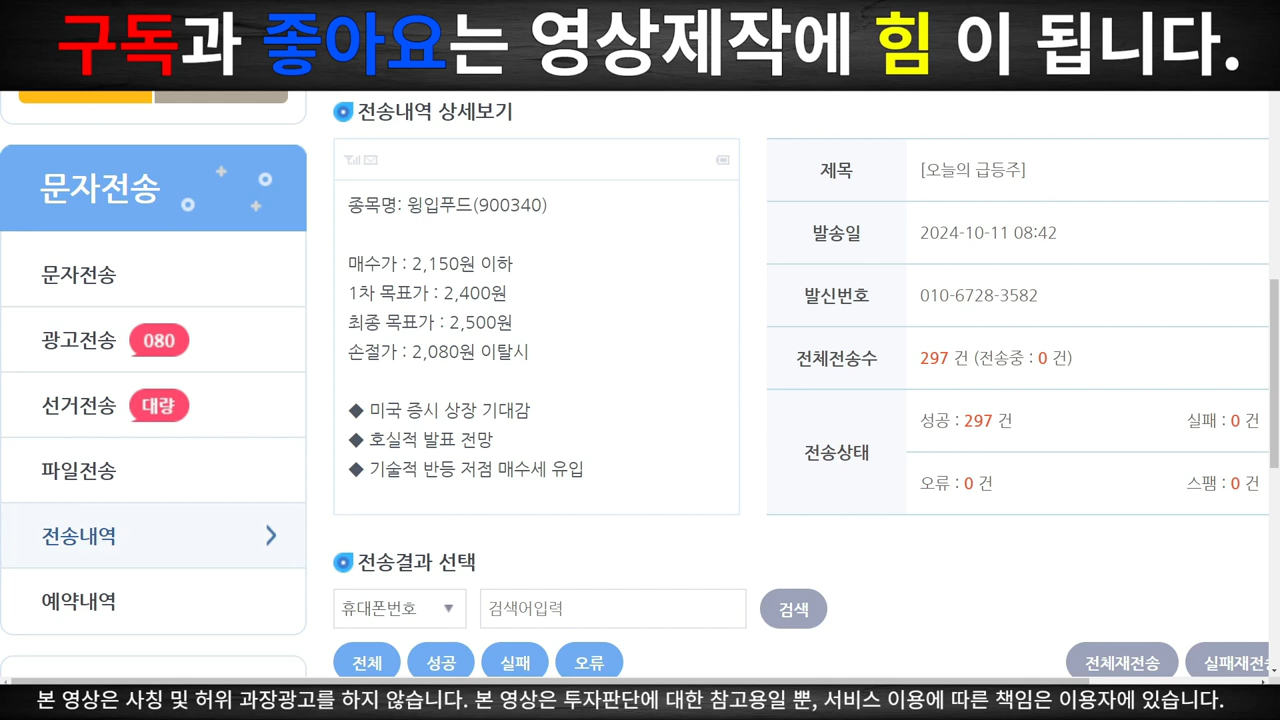 구독과 좋아요는 영상제작에 힘 이 됩니다.
전송내역 상세보기
문자전송
문자전송
광고전송 080
선거전송 대량
파일전송
전송내역
예약내역
종목명: 윙입푸드(900340)
매수가 : 2,150원 이하
1차 목표가 : 2,400원
최종 목표가 : 2,500원
손절가 : 2,080원 이탈시
◆ 미국 증시 상장 기대감
◆ 호실적 발표 전망
◆ 기술적 반등 저점 매수세 유입
제목 [오늘의 급등주]
발송일 2024-10-11 08:42
발신번호 010-6728-3582
전체전송수 297 건 (전송중 : 0 건)
전송상태
성공 : 297 건 실패 : 0 건
오류 : 0 건 스팸 : 0 건
전송결과 선택
휴대폰번호 ▼ 검색어입력 검색
전체 성공 실패 오류 전체재전송 실패재전송
본 영상은 사칭 및 허위 과장광고를 하지 않습니다. 본 영상은 투자판단에 대한 참고용일 뿐, 서비스 이용에 따른 책임은 이용자에 있습니다.